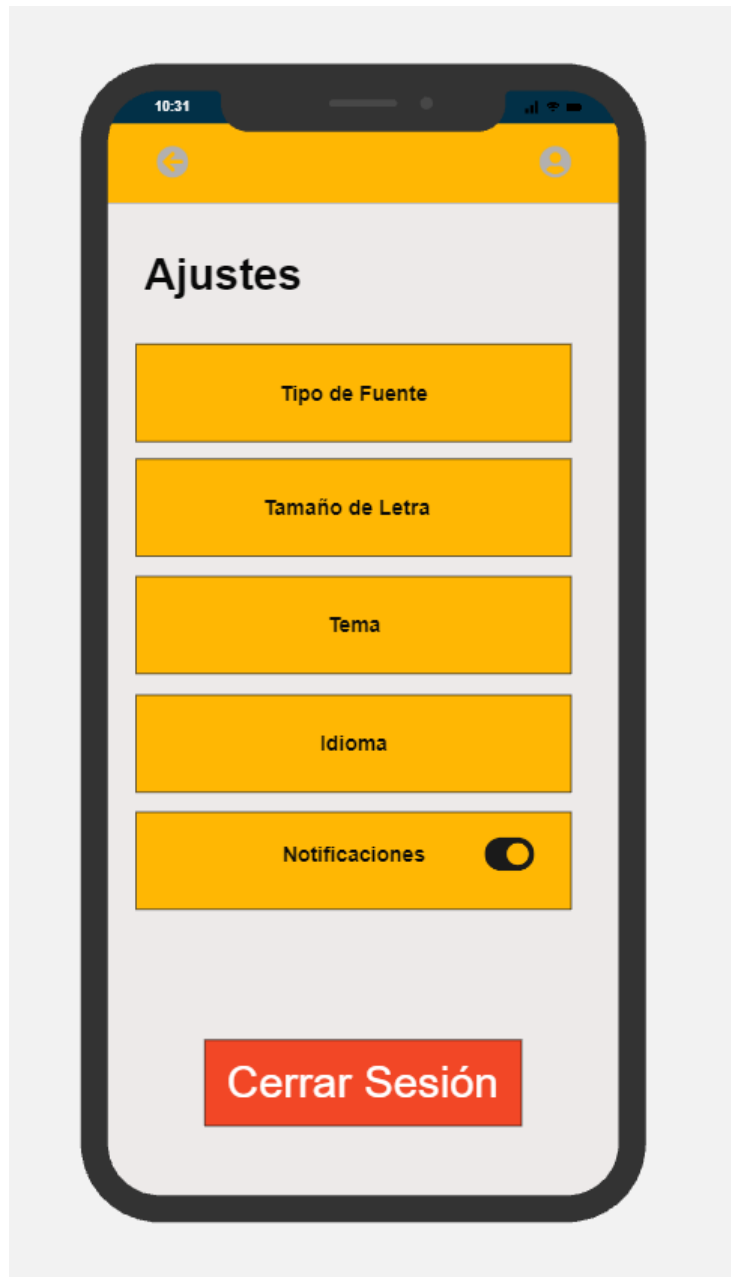 10:31
Ajustes
Tipo de Fuente
Tamaño de Letra
Tema
Idioma
Notificaciones
Cerrar Sesión